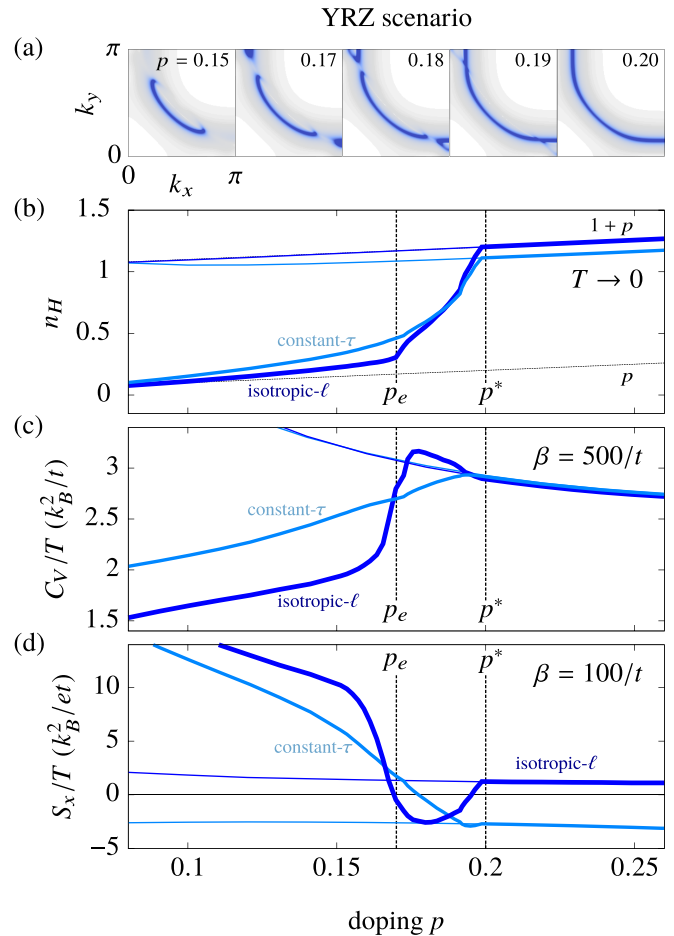 YRZ scenario
(a)
π
p = 0.15
0.17
0.18
0.19
0.20
k_y
0
0
k_x
π
(b)
1.5
1 + p
1
T → 0
n_H
0.5
constant-τ
isotropic-ℓ
p_e
p*
p
0
(c)
3
β = 500/t
C_V/T (k_B^2/t)
2.5
constant-τ
2
isotropic-ℓ
p_e
p*
1.5
(d)
p_e
p*
β = 100/t
10
S_x/T (k_B^2/et)
5
constant-τ
isotropic-ℓ
0
−5
0.1
0.15
0.2
0.25
doping p